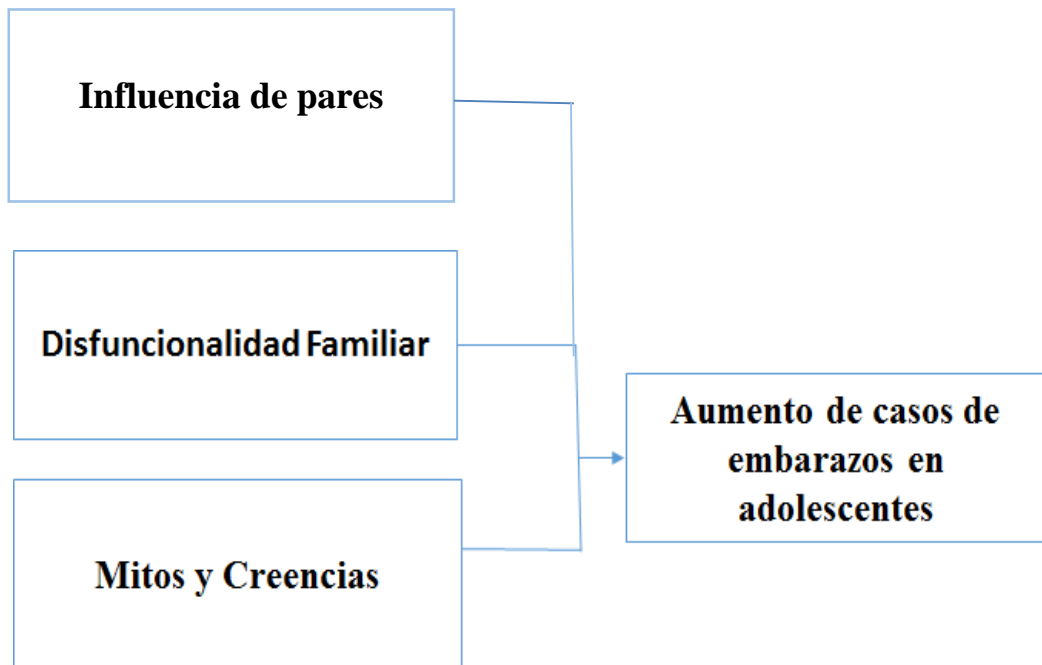 Influencia de pares
Disfuncionalidad Familiar
Mitos y Creencias
Aumento de casos de
embarazos en
adolescentes